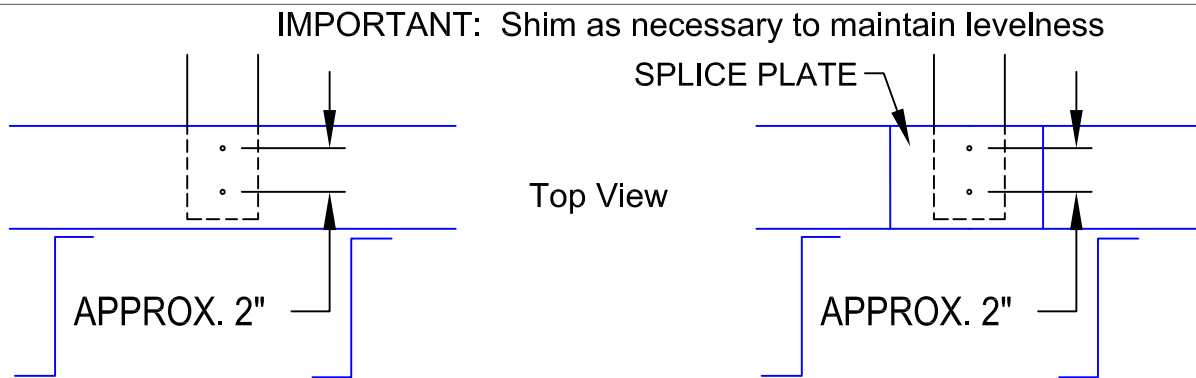 IMPORTANT: Shim as necessary to maintain levelness
SPLICE PLATE
Top View
APPROX. 2"
APPROX. 2"